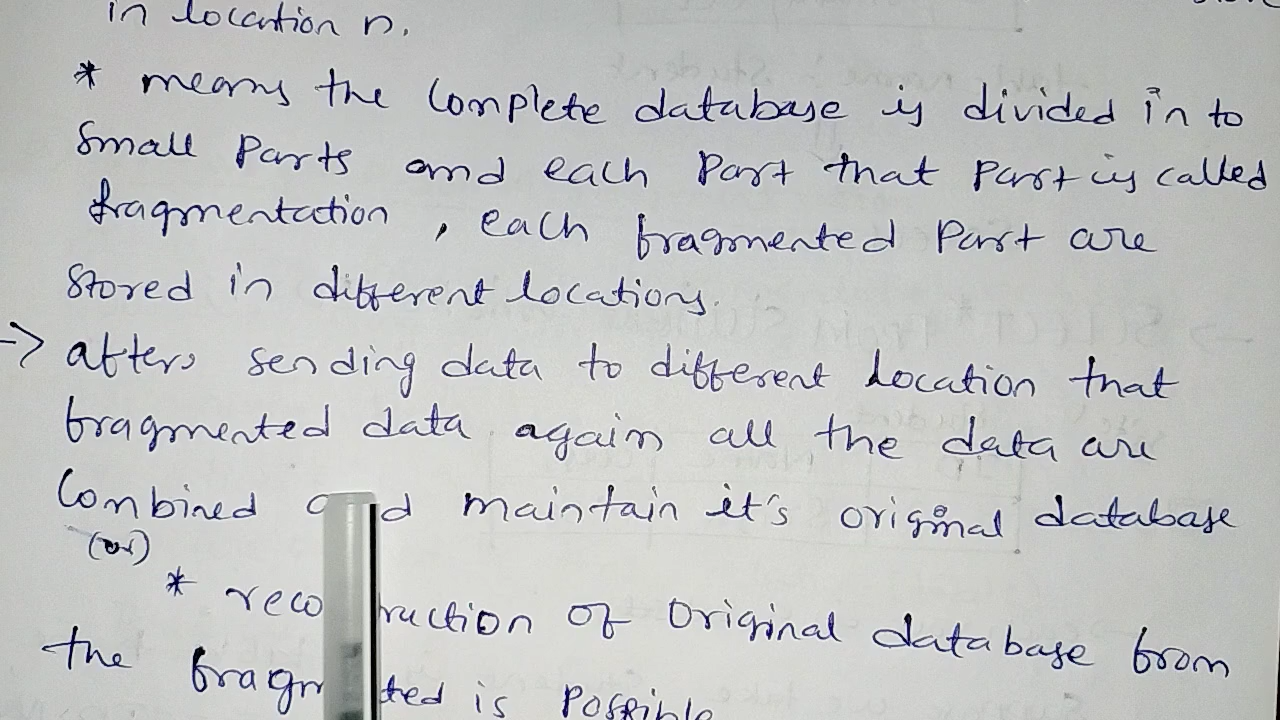 in location n.
* means the complete database is divided in to
small parts and each part that part is called
fragmentation, each fragmented part are
stored in different locations.
-> after sending data to different location that
fragmented data again all the data are
combined and maintain it's original database
(or)
* reco ruction of original database from
the fragm ted is possible